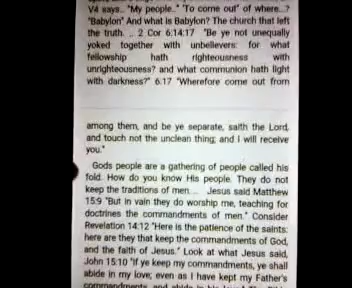 V4 says.. "My people.." "To come out" of where...?
"Babylon" And what is Babylon? The church that left
the truth. .. 2 Cor 6:14:17 "Be ye not unequally
yoked together with unbelievers: for what
fellowship hath righteousness with
unrighteousness? and what communion hath light
with darkness?" 6:17 "Wherefore come out from
among them, and be ye separate, saith the Lord,
and touch not the unclean thing; and I will receive
you."
Gods people are a gathering of people called his
fold. How do you know His people. They do not
keep the traditions of men.... Jesus said Matthew
15:9 "But in vain they do worship me, teaching for
doctrines the commandments of men." Consider
Revelation 14:12 "Here is the patience of the saints:
here are they that keep the commandments of God,
and the faith of Jesus." Look at what Jesus said,
John 15:10 "If ye keep my commandments, ye shall
abide in my love; even as I have kept my Father's
commandments, and abide in his love."